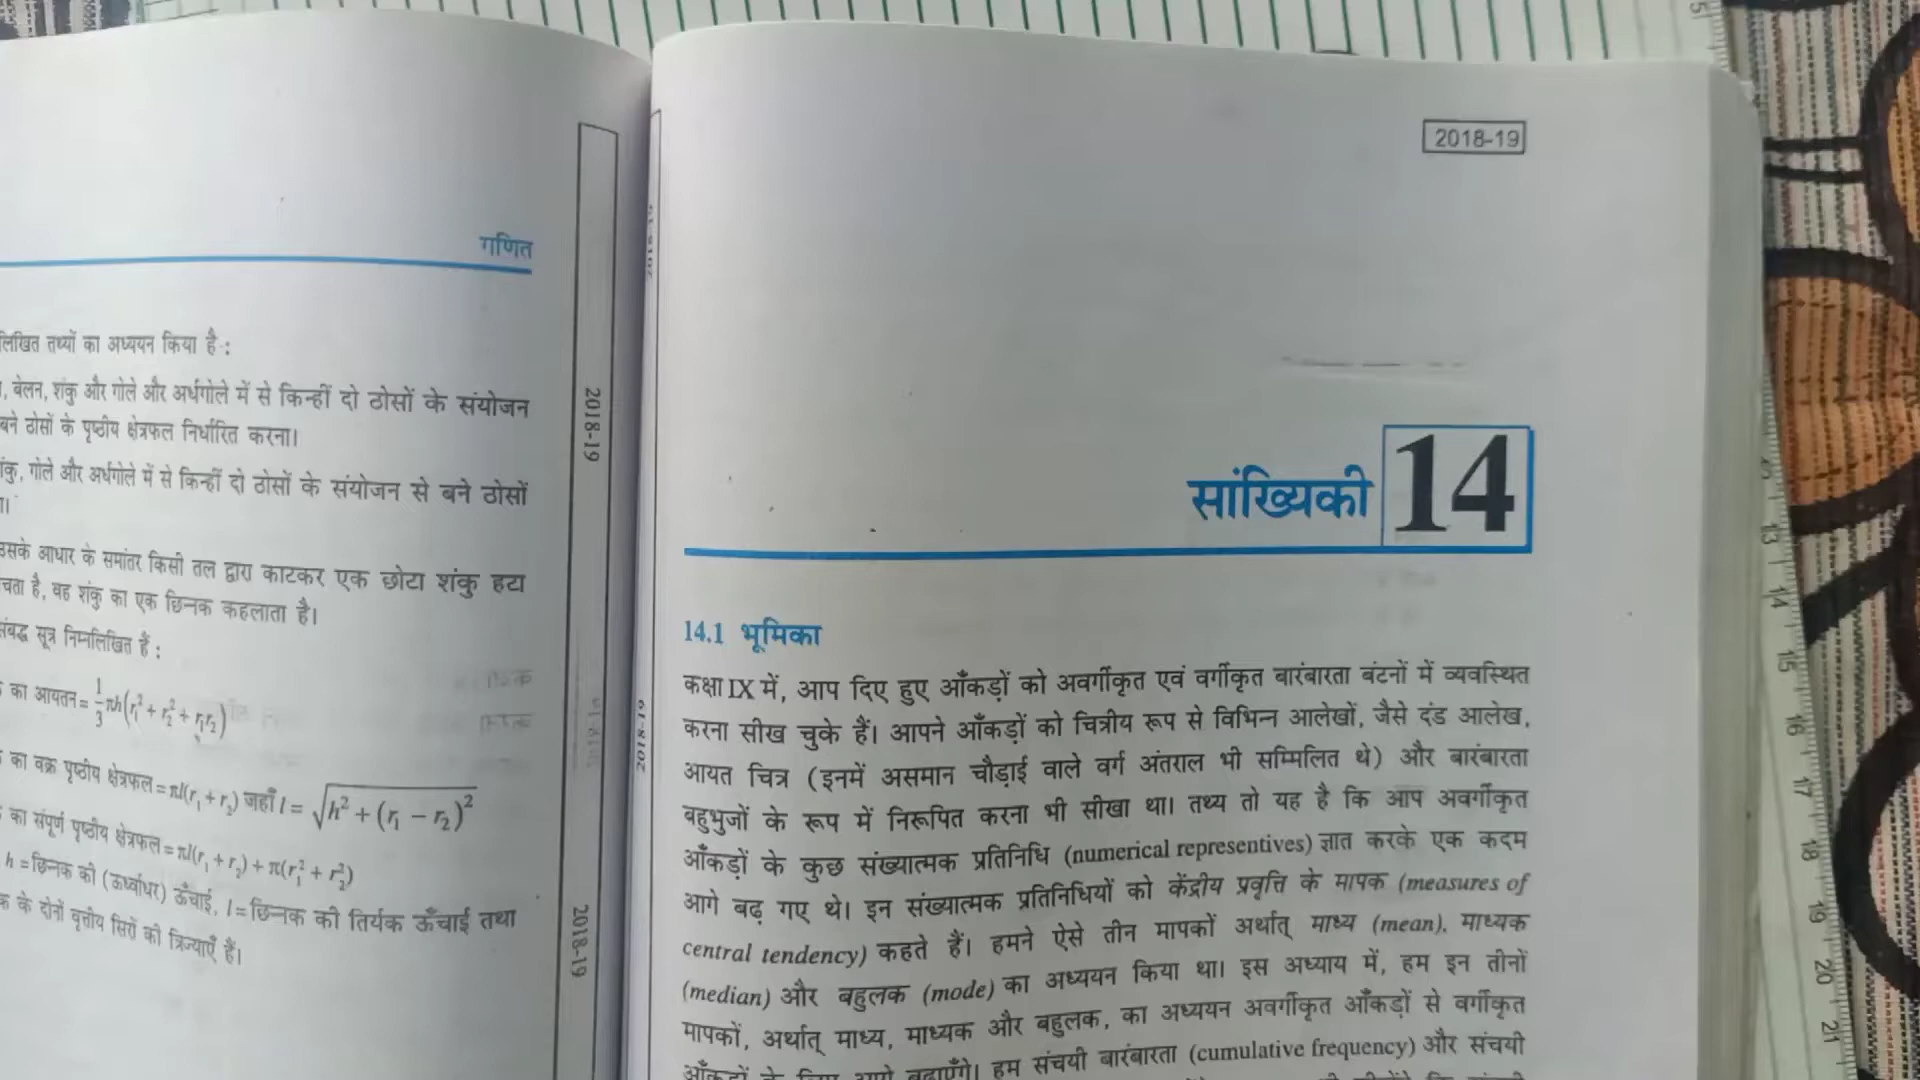 गणित
लिखित तथ्यों का अध्ययन किया है :
, बेलन, शंकु और गोले और अर्धगोले में से किन्हीं दो ठोसों के संयोजन
बने ठोसों के पृष्ठीय क्षेत्रफल निर्धारित करना।
गोले और अर्धगोले में से किन्हीं दो ठोसों के संयोजन से बने ठोसों
उसके आधार के समांतर किसी तल द्वारा काटकर एक छोटा शंकु हटा
है, वह शंकु का एक छिन्नक कहलाता है।
संबद्ध सूत्र निम्नलिखित हैं :
का आयतन = 1/3 πh(r₁² + r₂² + r₁r₂)
का वक्र पृष्ठीय क्षेत्रफल = πl(r₁ + r₂) जहाँ l = √(h² + (r₁ − r₂)²)
का संपूर्ण पृष्ठीय क्षेत्रफल = πl(r₁ + r₂) + π(r₁² + r₂²)
h = छिन्नक की (ऊर्ध्वाधर) ऊँचाई, l = छिन्नक की तिर्यक ऊँचाई तथा
के दोनों वृत्तीय सिरों की त्रिज्याएँ हैं।
2018-19
2018-19
2018-19
सांख्यिकी 14
14.1 भूमिका
कक्षा IX में, आप दिए हुए आँकड़ों को अवर्गीकृत एवं वर्गीकृत बारंबारता बंटनों में व्यवस्थित
करना सीख चुके हैं। आपने आँकड़ों को चित्रीय रूप से विभिन्न आलेखों, जैसे दंड आलेख,
आयत चित्र (इनमें असमान चौड़ाई वाले वर्ग अंतराल भी सम्मिलित थे) और बारंबारता
बहुभुजों के रूप में निरूपित करना भी सीखा था। तथ्य तो यह है कि आप अवर्गीकृत
आँकड़ों के कुछ संख्यात्मक प्रतिनिधि (numerical representives) ज्ञात करके एक कदम
आगे बढ़ गए थे। इन संख्यात्मक प्रतिनिधियों को केंद्रीय प्रवृत्ति के मापक (measures of
central tendency) कहते हैं। हमने ऐसे तीन मापकों अर्थात् माध्य (mean), माध्यक
(median) और बहुलक (mode) का अध्ययन किया था। इस अध्याय में, हम इन तीनों
मापकों, अर्थात् माध्य, माध्यक और बहुलक, का अध्ययन अवर्गीकृत आँकड़ों से वर्गीकृत
आँकड़ों के लिए आगे बढ़ाएँगे। हम संचयी बारंबारता (cumulative frequency) और संचयी
13
14
15
16
17
18
19
20
21